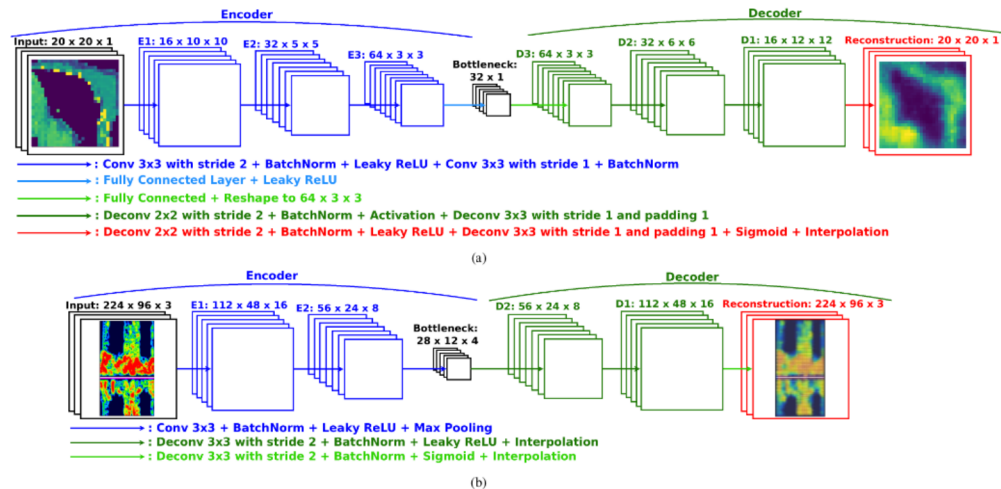 Encoder
Decoder
Input: 20 x 20 x 1
E1: 16 x 10 x 10
E2: 32 x 5 x 5
E3: 64 x 3 x 3
Bottleneck:
32 x 1
D3: 64 x 3 x 3
D2: 32 x 6 x 6
D1: 16 x 12 x 12
Reconstruction: 20 x 20 x 1
: Conv 3x3 with stride 2 + BatchNorm + Leaky ReLU + Conv 3x3 with stride 1 + BatchNorm
: Fully Connected Layer + Leaky ReLU
: Fully Connected + Reshape to 64 x 3 x 3
: Deconv 2x2 with stride 2 + BatchNorm + Activation + Deconv 3x3 with stride 1 and padding 1
: Deconv 2x2 with stride 2 + BatchNorm + Leaky ReLU + Deconv 3x3 with stride 1 and padding 1 + Sigmoid + Interpolation
(a)
Encoder
Decoder
Input: 224 x 96 x 3
E1: 112 x 48 x 16
E2: 56 x 24 x 8
Bottleneck:
28 x 12 x 4
D2: 56 x 24 x 8
D1: 112 x 48 x 16
Reconstruction: 224 x 96 x 3
: Conv 3x3 + BatchNorm + Leaky ReLU + Max Pooling
: Deconv 3x3 with stride 2 + BatchNorm + Leaky ReLU + Interpolation
: Deconv 3x3 with stride 2 + BatchNorm + Sigmoid + Interpolation
(b)